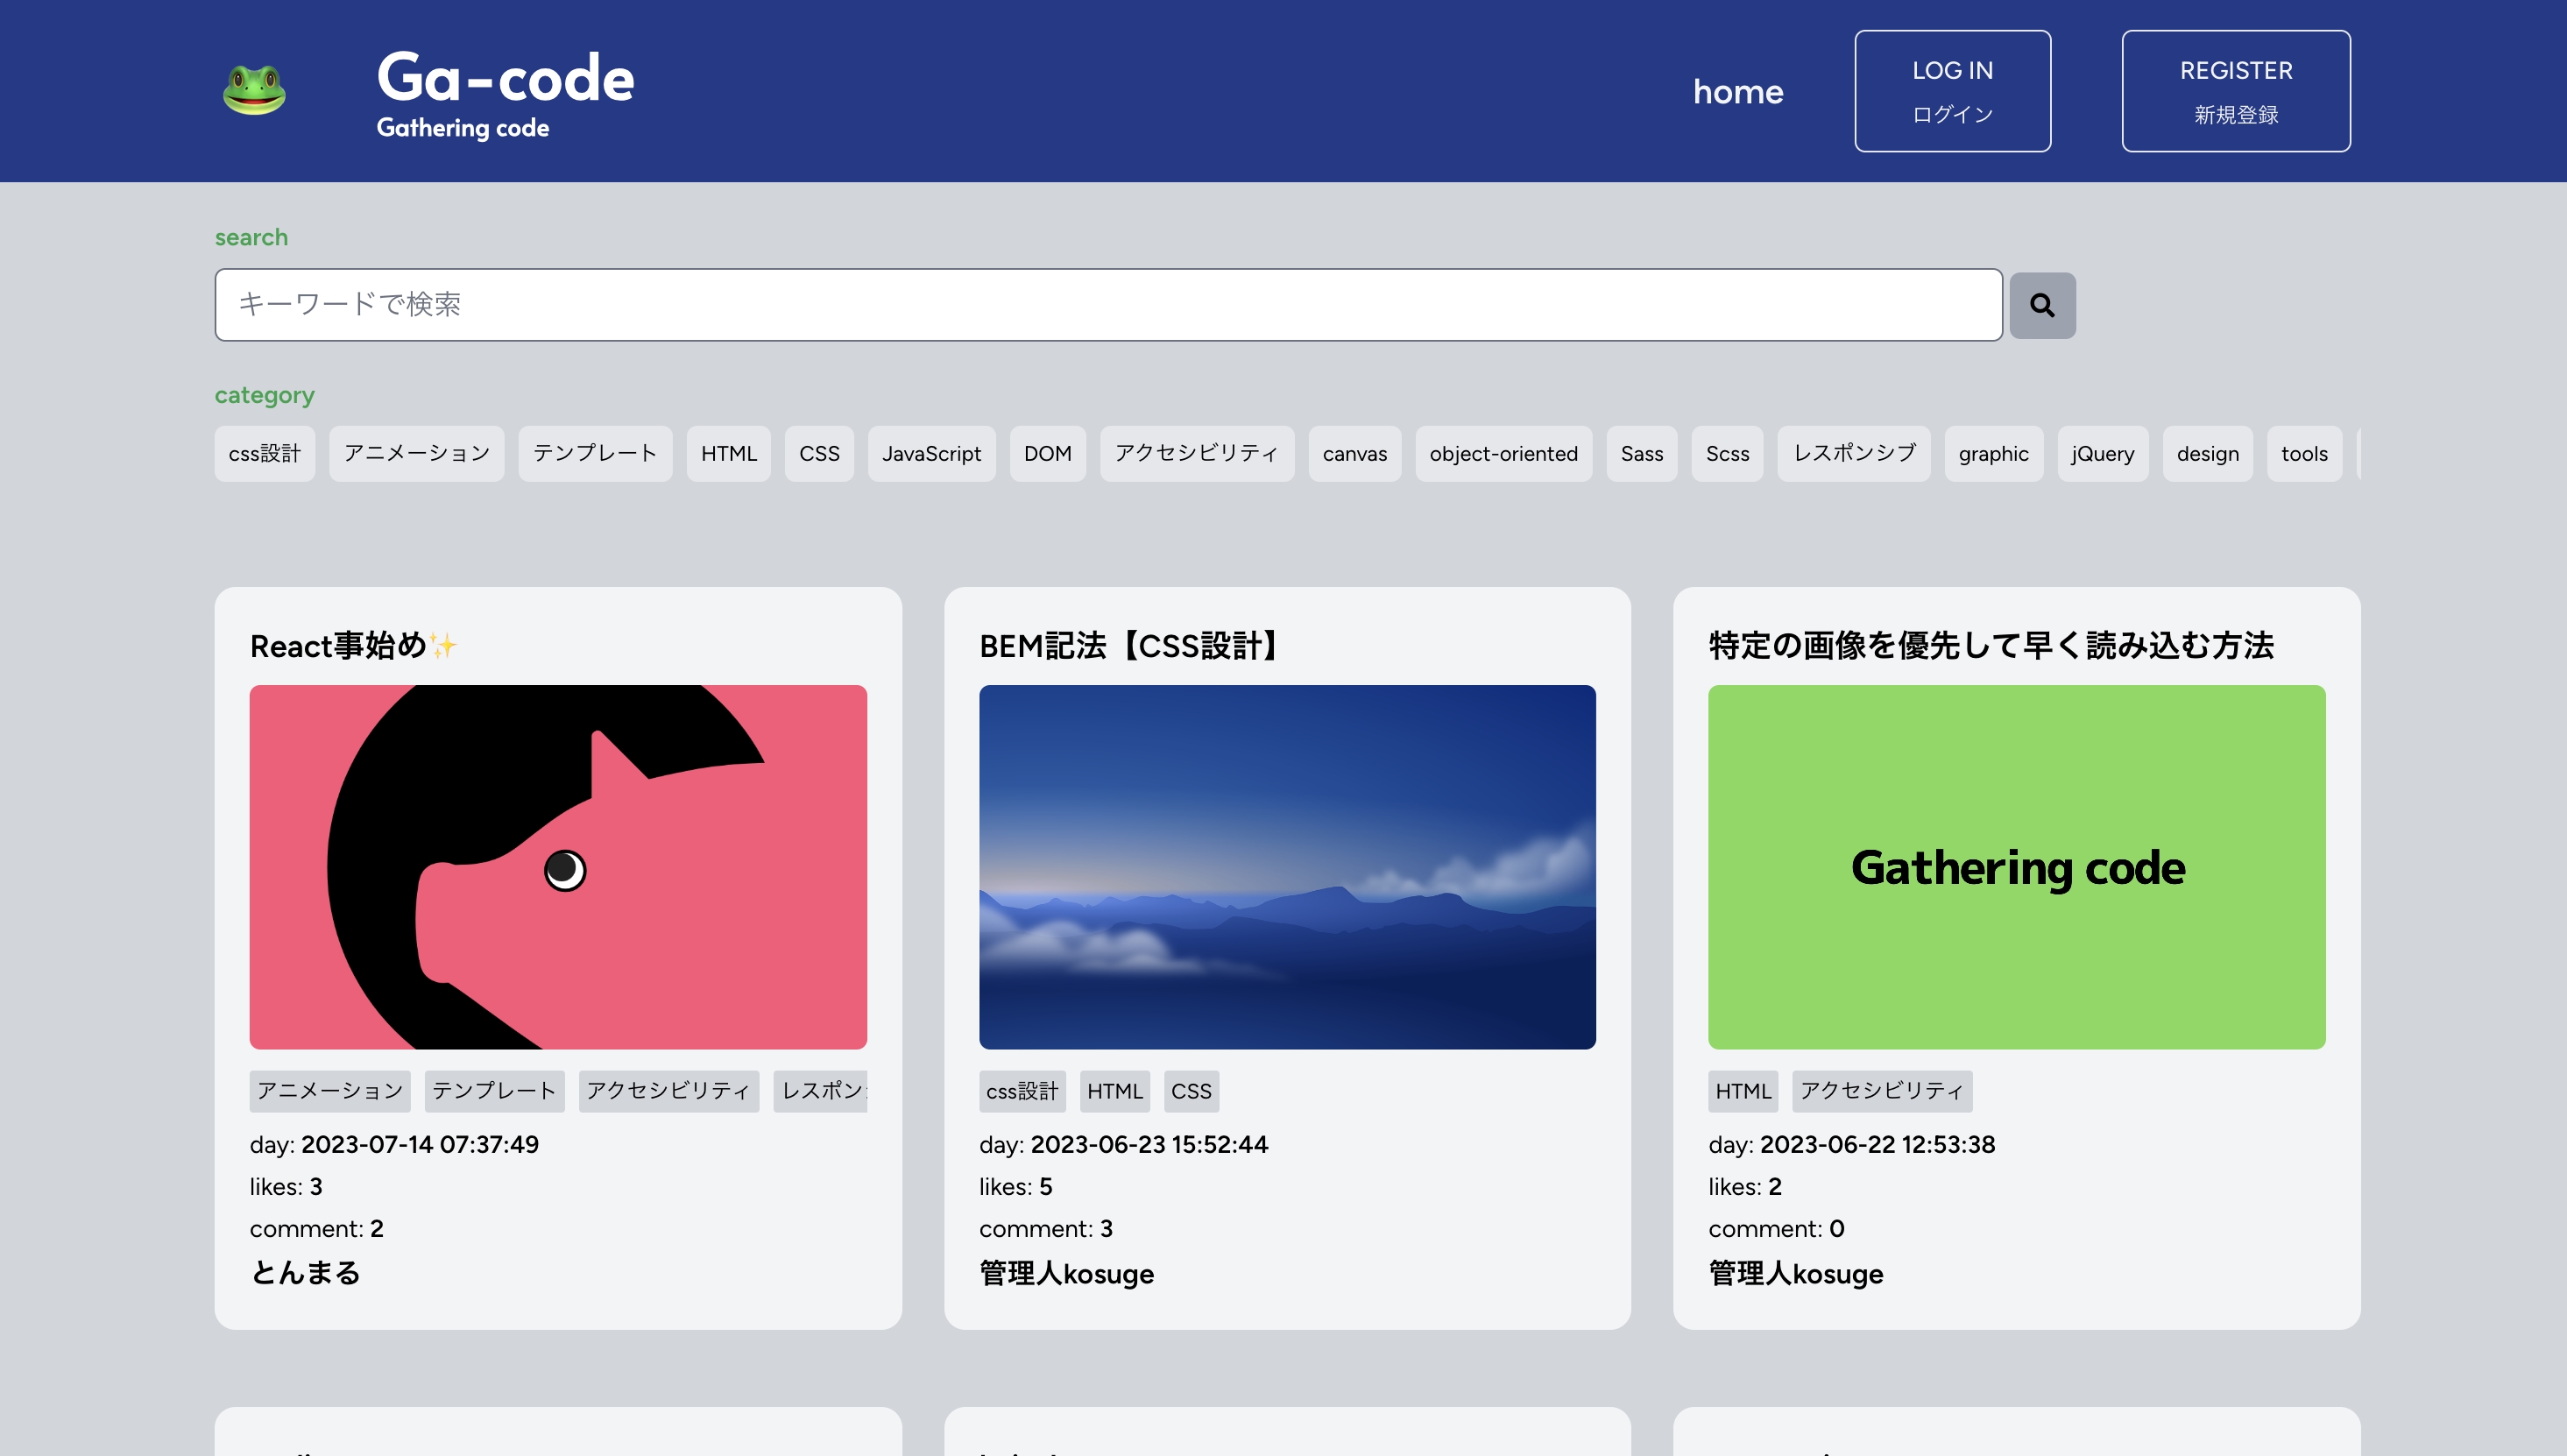 Ga-code
Gathering code
home
LOG IN
ログイン
REGISTER
新規登録
search
キーワードで検索
category
css設計 アニメーション テンプレート HTML CSS JavaScript DOM アクセシビリティ canvas object-oriented Sass Scss レスポンシブ graphic jQuery design tools
React事始め✨
アニメーション テンプレート アクセシビリティ レスポン
day: 2023-07-14 07:37:49
likes: 3
comment: 2
とんまる
BEM記法【CSS設計】
css設計 HTML CSS
day: 2023-06-23 15:52:44
likes: 5
comment: 3
管理人kosuge
特定の画像を優先して早く読み込む方法
Gathering code
HTML アクセシビリティ
day: 2023-06-22 12:53:38
likes: 2
comment: 0
管理人kosuge